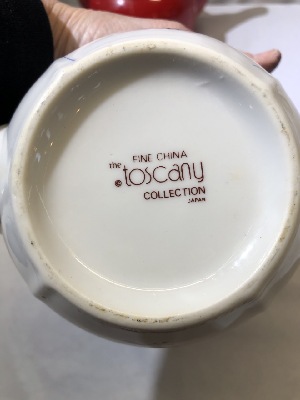 FINE CHINA
the
© toscany
COLLECTION
JAPAN